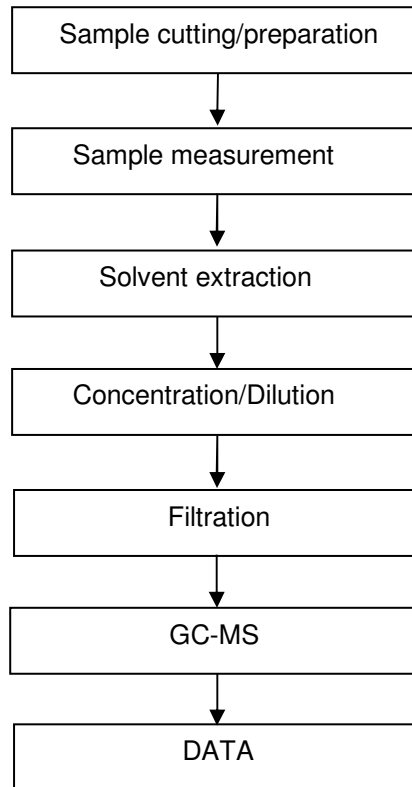 Sample cutting/preparation
Sample measurement
Solvent extraction
Concentration/Dilution
Filtration
GC-MS
DATA